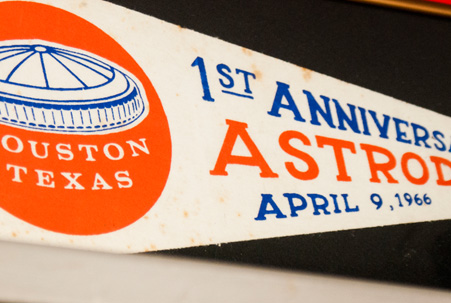 OUSTON
TEXAS
1ST ANNIVERSA
ASTROD
APRIL 9, 1966